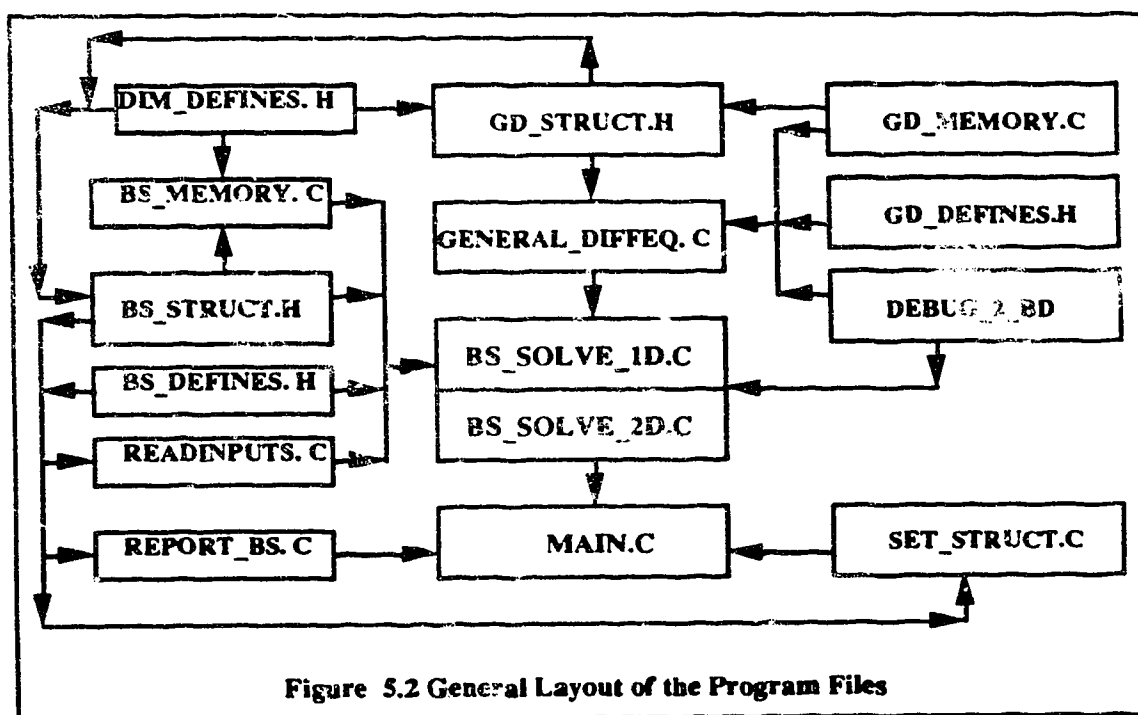 DIM_DEFINES. H
GD_STRUCT.H
GD_MEMORY.C
BS_MEMORY. C
GENERAL_DIFFEQ. C
GD_DEFINES.H
BS_STRUCT.H
BS_SOLVE_1D.C
DEBUG_2_BD
BS_DEFINES. H
BS_SOLVE_2D.C
READINPUTS. C
REPORT_BS. C
MAIN.C
SET_STRUCT.C
Figure 5.2 General Layout of the Program Files